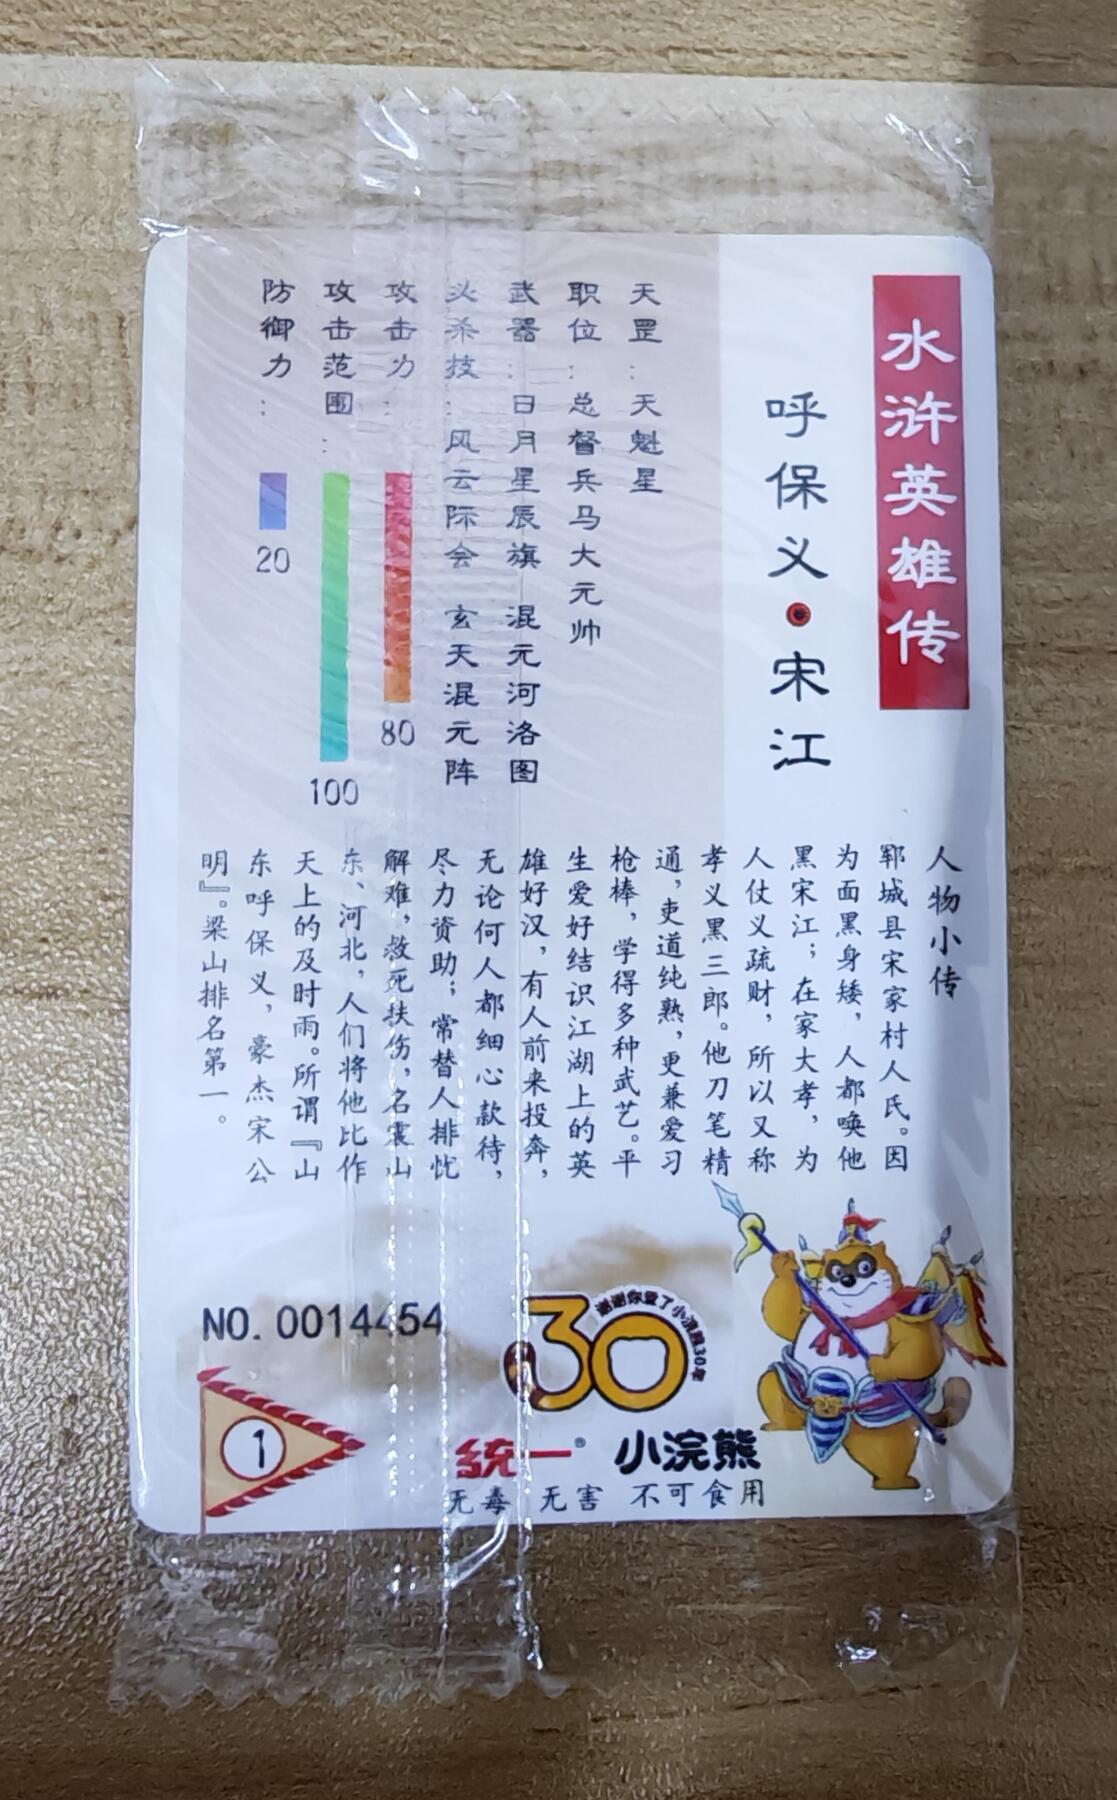 水浒英雄传
呼保义·宋江
天罡：天魁星
职位：总督兵马大元帅
武器：日月星辰旗 混元河洛图
必杀技：风云际会 玄天混元阵
攻击力：
80
攻击范围：
100
防御力：
20
人物小传
郓城县宋家村人氏。因
为面黑身矮，人都唤他
黑宋江；在家大孝，为
人仗义疏财，所以又称
孝义黑三郎。他刀笔精
通，吏道纯熟，更兼爱习
枪棒，学得多种武艺。平
生爱好结识江湖上的英
雄好汉，有人前来投奔，
无论何人都细心款待，
尽力资助；常替人排忧
解难，救死扶伤，名震山
东、河北，人们将他比作
天上的及时雨。所谓『山
东呼保义，豪杰宋公
明』。梁山排名第一。
NO. 0014454
1
30
谢谢你爱了小浣熊30年
统一® 小浣熊
无毒 无害 不可食用